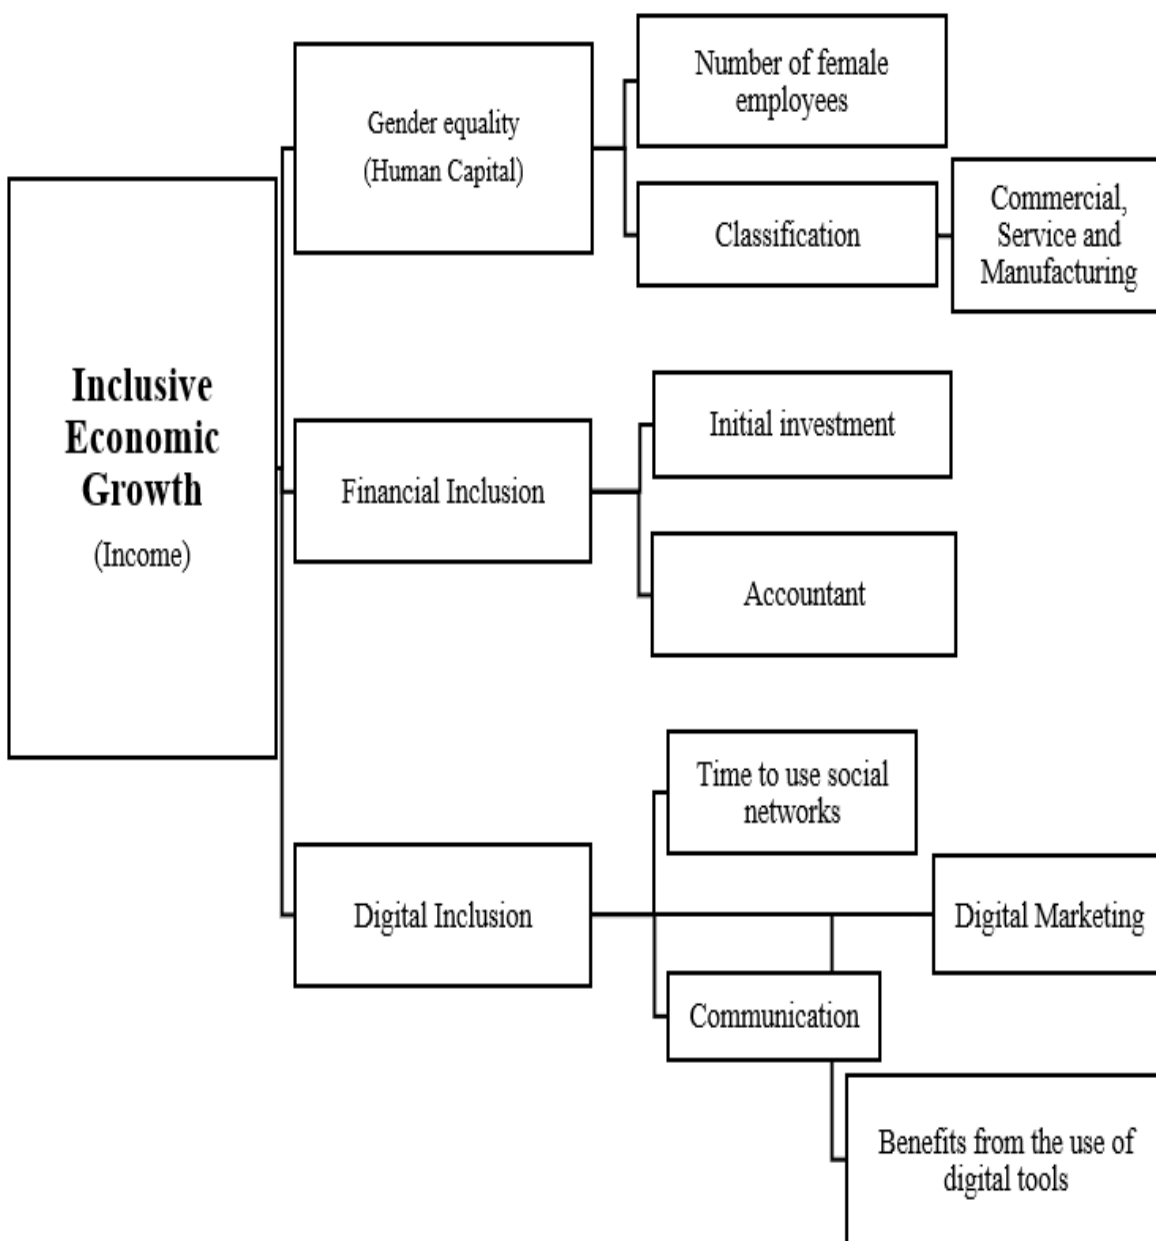 Inclusive
Economic
Growth
(Income)
Gender equality
(Human Capital)
Number of female
employees
Classification
Commercial,
Service and
Manufacturing
Financial Inclusion
Initial investment
Accountant
Digital Inclusion
Time to use social
networks
Digital Marketing
Communication
Benefits from the use of
digital tools